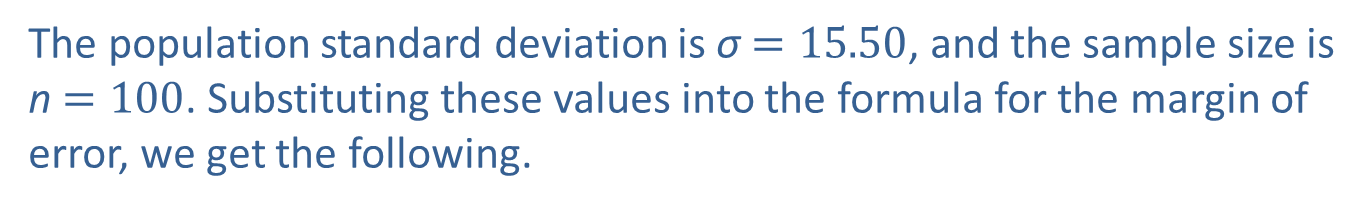 The population standard deviation is σ = 15.50, and the sample size is
n = 100. Substituting these values into the formula for the margin of
error, we get the following.